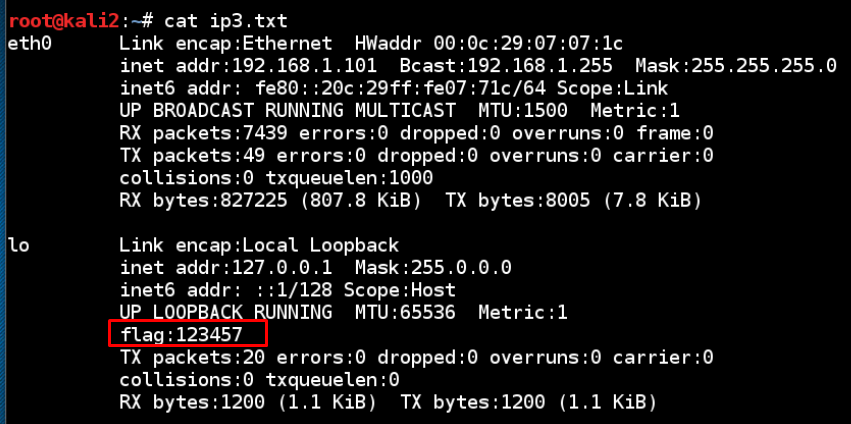 root@kali2:~# cat ip3.txt
eth0 Link encap:Ethernet HWaddr 00:0c:29:07:07:1c
inet addr:192.168.1.101 Bcast:192.168.1.255 Mask:255.255.255.0
inet6 addr: fe80::20c:29ff:fe07:71c/64 Scope:Link
UP BROADCAST RUNNING MULTICAST MTU:1500 Metric:1
RX packets:7439 errors:0 dropped:0 overruns:0 frame:0
TX packets:49 errors:0 dropped:0 overruns:0 carrier:0
collisions:0 txqueuelen:1000
RX bytes:827225 (807.8 KiB) TX bytes:8005 (7.8 KiB)
lo Link encap:Local Loopback
inet addr:127.0.0.1 Mask:255.0.0.0
inet6 addr: ::1/128 Scope:Host
UP LOOPBACK RUNNING MTU:65536 Metric:1
flag:123457
TX packets:20 errors:0 dropped:0 overruns:0 carrier:0
collisions:0 txqueuelen:0
RX bytes:1200 (1.1 KiB) TX bytes:1200 (1.1 KiB)